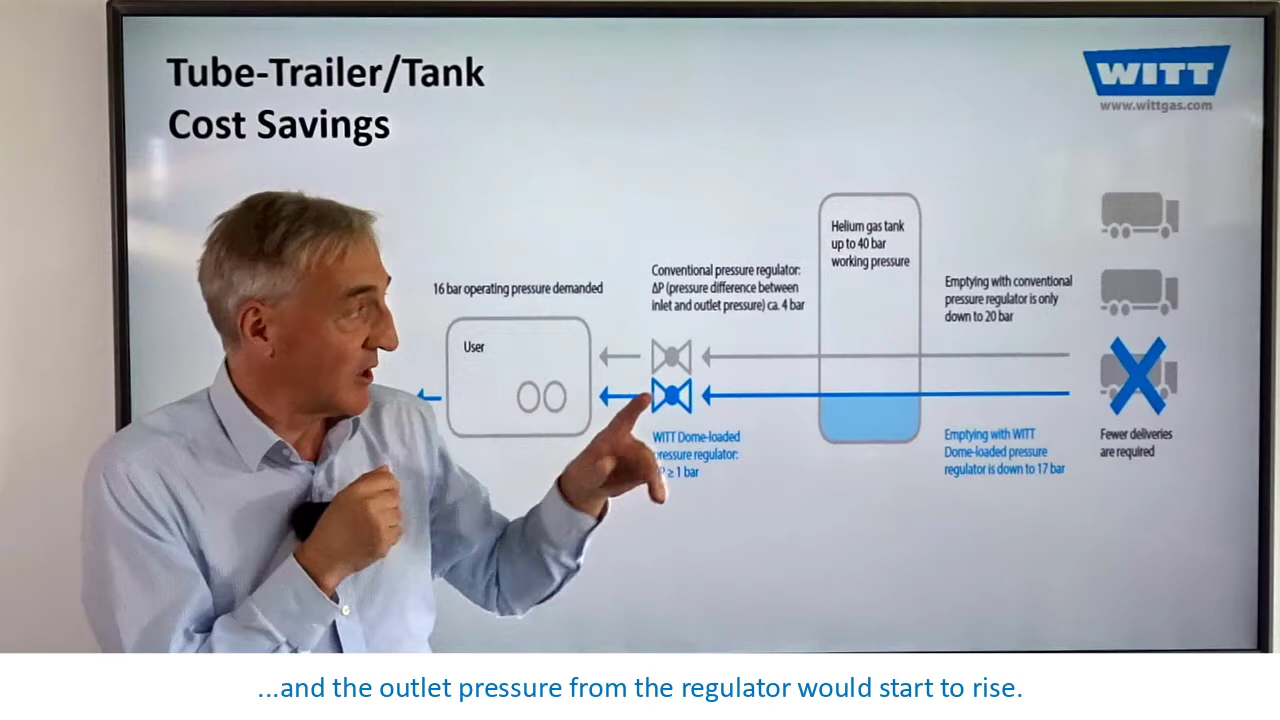 Tube-Trailer/Tank
Cost Savings
WITT
www.wittgas.com
16 bar operating pressure demanded
User
Conventional pressure regulator:
ΔP (pressure difference between
inlet and outlet pressure) ca. 4 bar
WITT Dome-loaded
pressure regulator:
≥ 1 bar
Helium gas tank
up to 40 bar
working pressure
Emptying with conventional
pressure regulator is only
down to 20 bar
Emptying with WITT
Dome-loaded pressure
regulator is down to 17 bar
Fewer deliveries
are required
...and the outlet pressure from the regulator would start to rise.